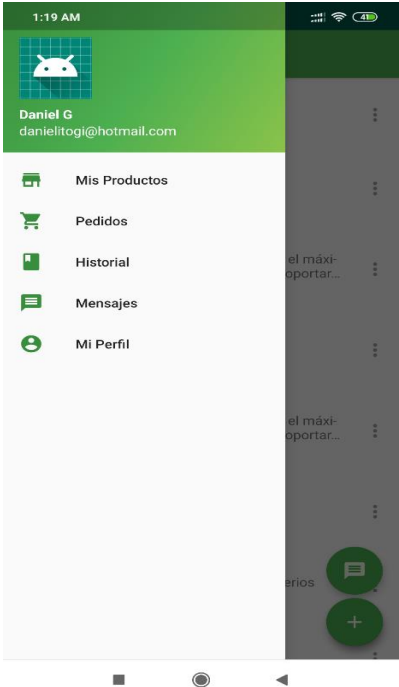 1:19 AM
41
Daniel G
danielitogi@hotmail.com
Mis Productos
Pedidos
Historial
Mensajes
Mi Perfil
el máxi-
oportar...
el máxi-
oportar...
erios